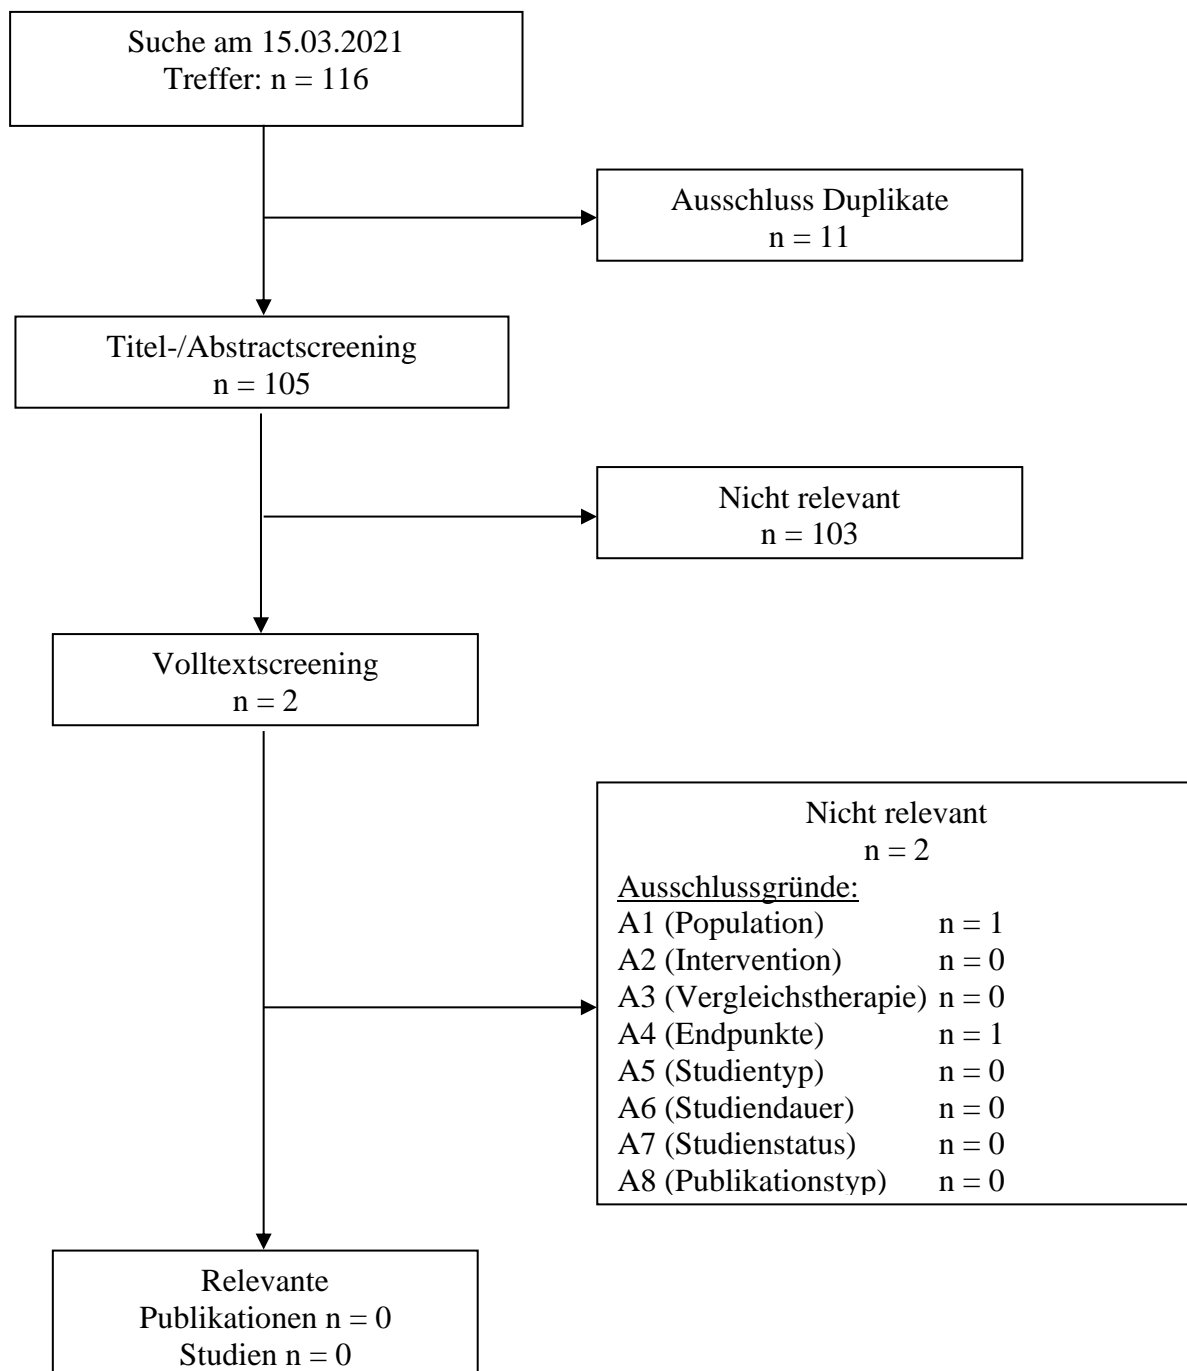 Suche am 15.03.2021
Treffer: n = 116
Ausschluss Duplikate
n = 11
Titel-/Abstractscreening
n = 105
Nicht relevant
n = 103
Volltextscreening
n = 2
Nicht relevant
n = 2
Ausschlussgründe:
A1 (Population) n = 1
A2 (Intervention) n = 0
A3 (Vergleichstherapie) n = 0
A4 (Endpunkte) n = 1
A5 (Studientyp) n = 0
A6 (Studiendauer) n = 0
A7 (Studienstatus) n = 0
A8 (Publikationstyp) n = 0
Relevante
Publikationen n = 0
Studien n = 0